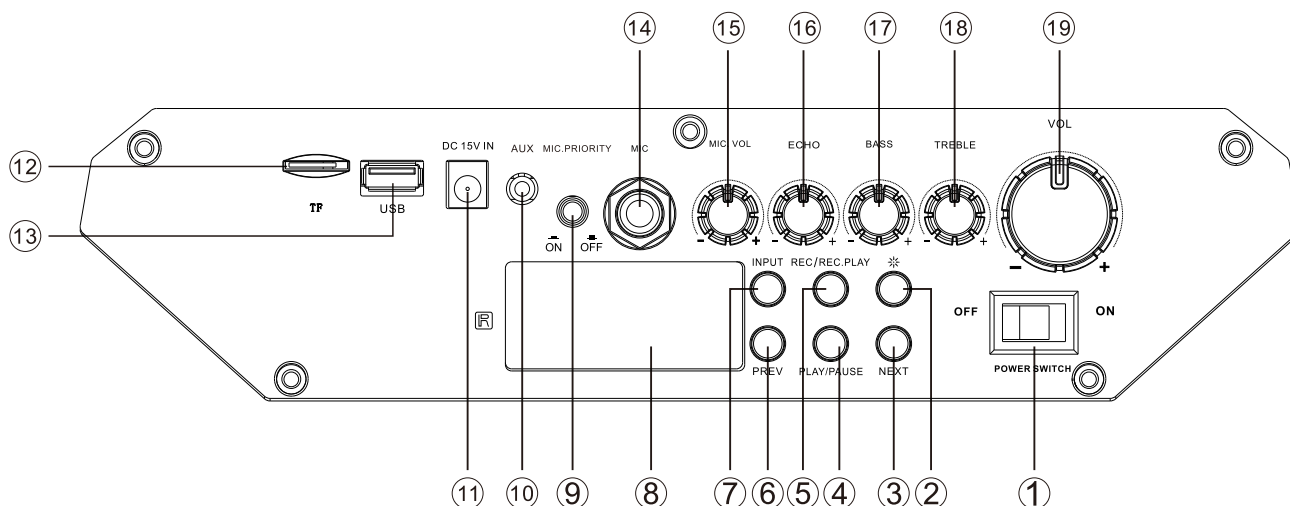 ⑭ ⑮ ⑯ ⑰ ⑱ ⑲
VOL
DC 15V IN AUX MIC.PRIORITY MIC MIC VOL ECHO BASS TREBLE
⑫
TF USB
⑬
- + - + - + - + - +
ON OFF
INPUT REC/REC.PLAY
OFF ON
IR
PREV PLAY/PAUSE NEXT
POWER SWITCH
⑪ ⑩ ⑨ ⑧ ⑦ ⑥ ⑤ ④ ③ ② ①